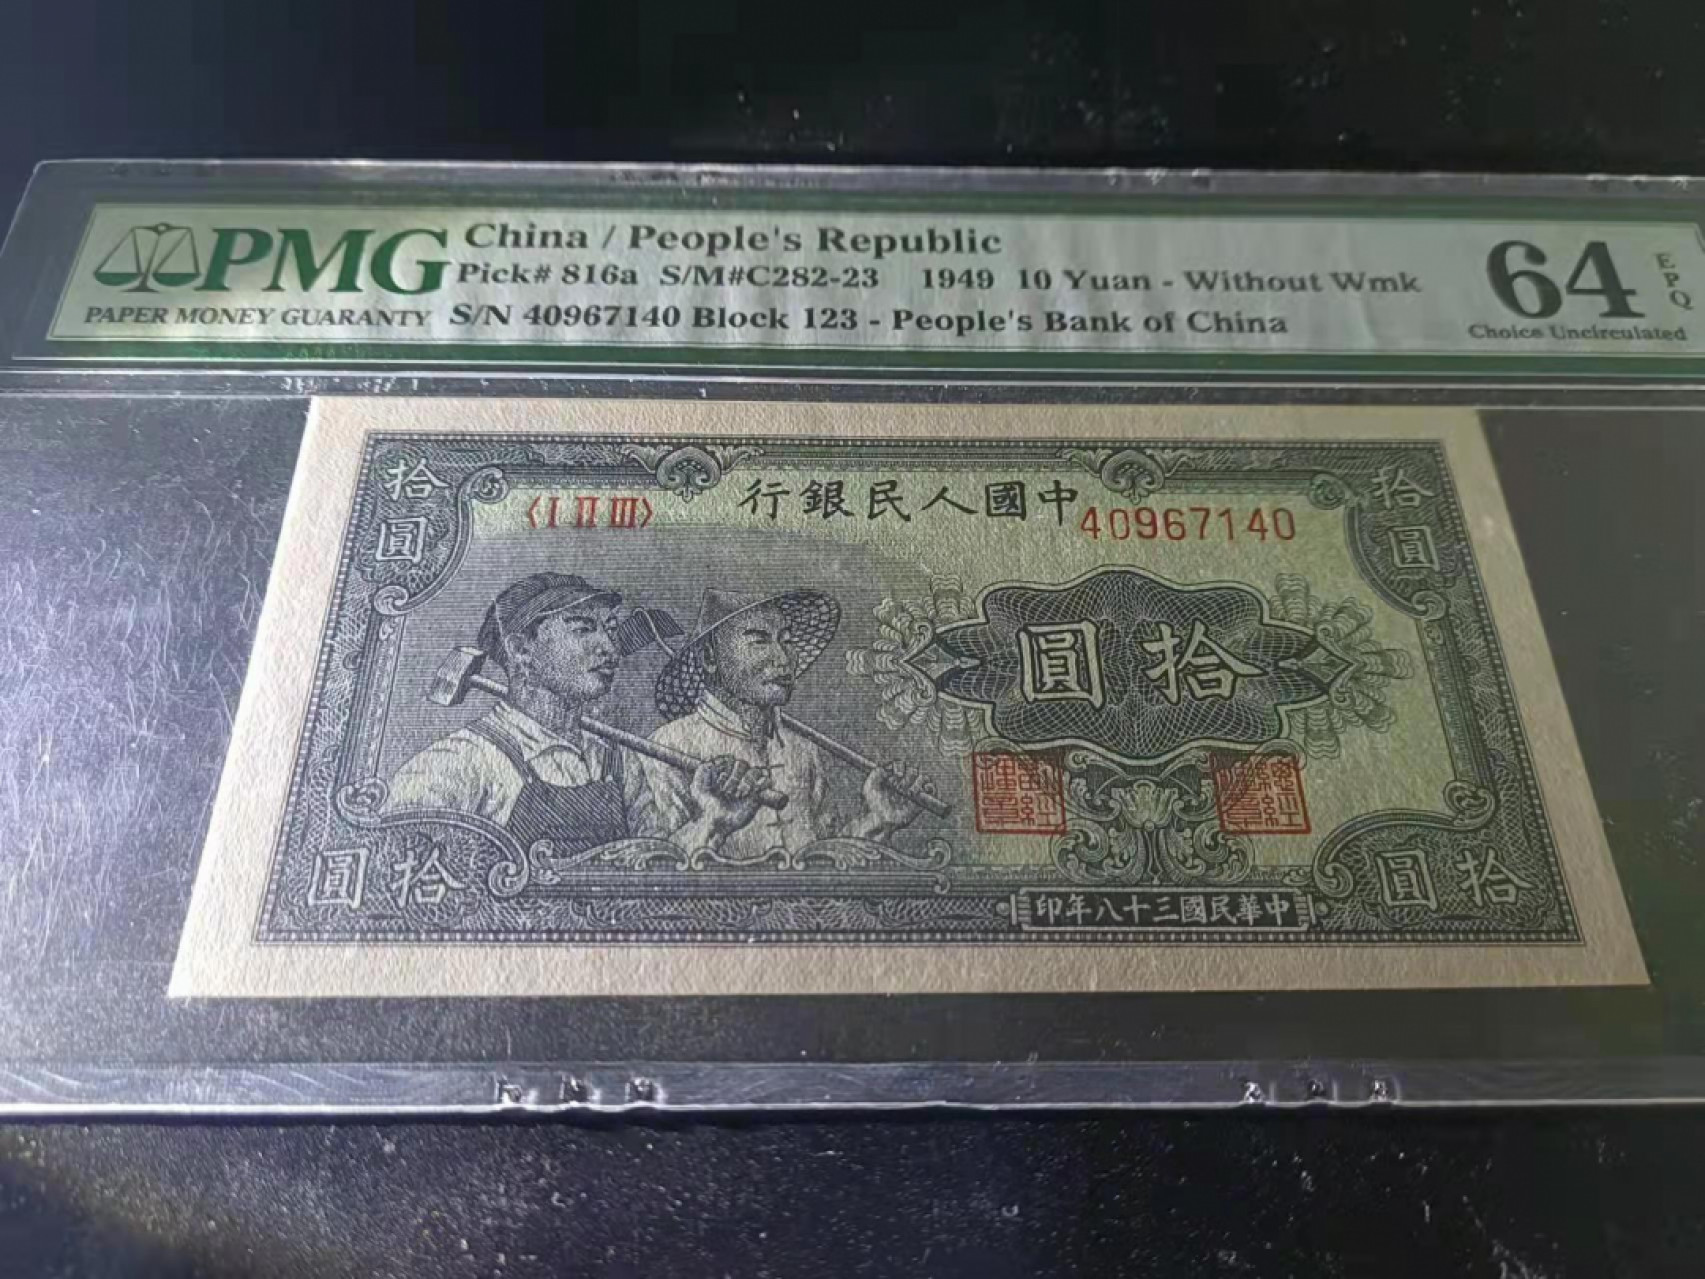 PMG
PAPER MONEY GUARANTY
China / People's Republic
Pick# 816a S/M#C282-23 1949 10 Yuan - Without Wmk
S/N 40967140 Block 123 - People's Bank of China
64 EPQ
Choice Uncirculated
行銀民人國中
〈I II III〉
40967140
拾圓
拾圓
圓拾
圓拾
圓拾
印年八十三國民華中